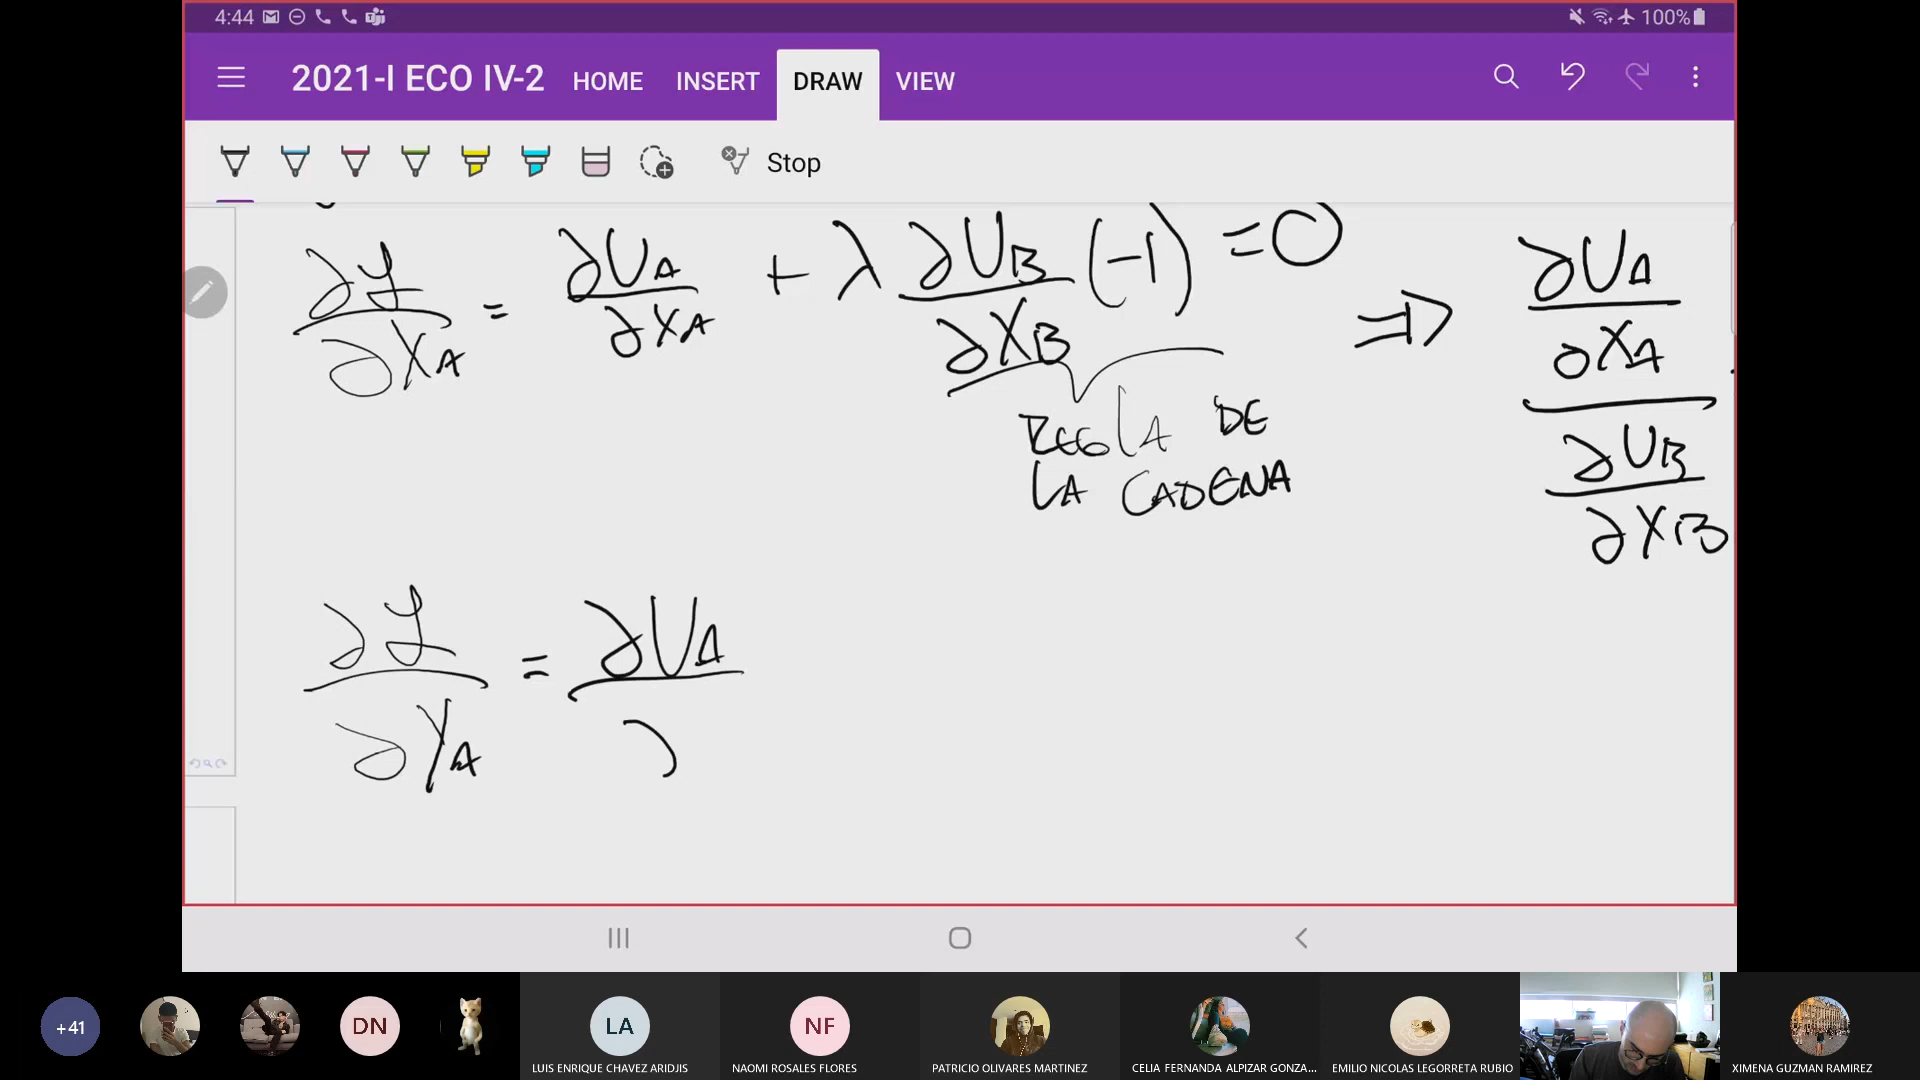 4:44 100%
2021-I ECO IV-2 HOME INSERT DRAW VIEW
Stop
∂ℒ/∂XA = ∂UA/∂XA + λ ∂UB/∂XB (-1) = 0 ⇒ ∂UA/∂XA / ∂UB/∂XB
REGLA DE
LA CADENA
∂ℒ/∂YA = ∂UA/∂
+41 DN LA NF
LUIS ENRIQUE CHAVEZ ARIDJIS
NAOMI ROSALES FLORES
PATRICIO OLIVARES MARTINEZ
CELIA FERNANDA ALPIZAR GONZA...
EMILIO NICOLAS LEGORRETA RUBIO
XIMENA GUZMAN RAMIREZ